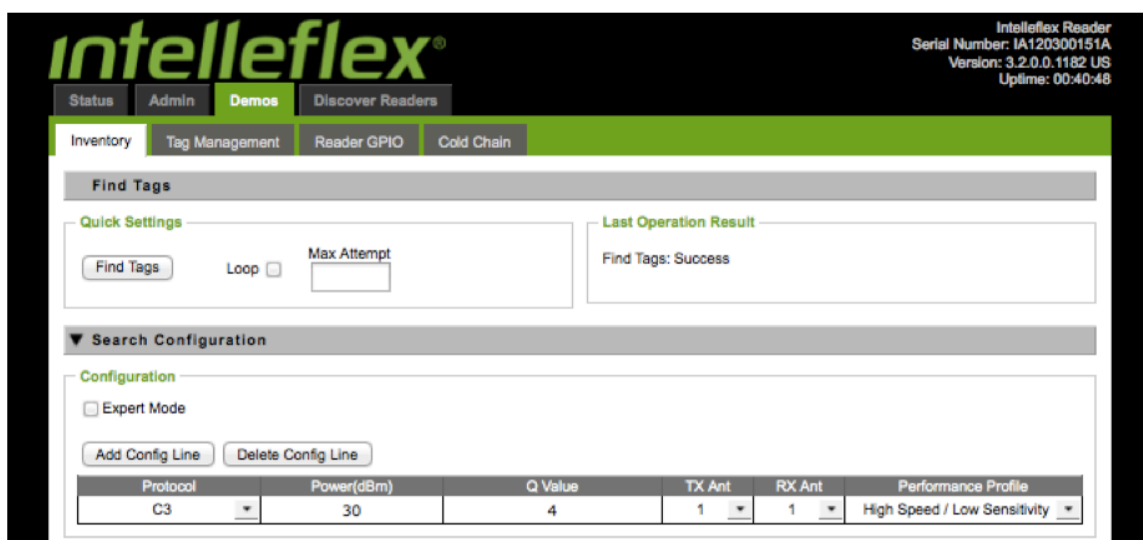 Intelleflex®
Intelleflex Reader
Serial Number: IA120300151A
Version: 3.2.0.0.1182 US
Uptime: 00:40:48
Status Admin Demos Discover Readers
Inventory Tag Management Reader GPIO Cold Chain
Find Tags
Quick Settings
Find Tags Loop Max Attempt
Last Operation Result
Find Tags: Success
▼ Search Configuration
Configuration
Expert Mode
Add Config Line Delete Config Line
Protocol Power(dBm) Q Value TX Ant RX Ant Performance Profile
C3 30 4 1 1 High Speed / Low Sensitivity